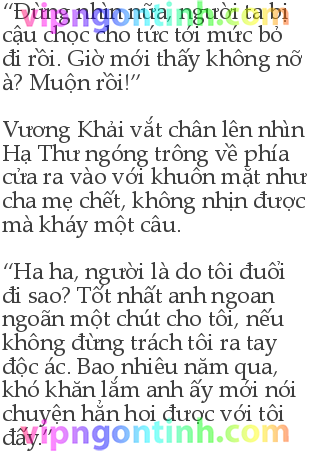 “Đừng nhìn nữa, người ta bị
vipngontinh.com
cậu chọc cho tức tới mức bỏ
đi rồi. Giờ mới thấy không nỡ
à? Muộn rồi!”
Vương Khải vắt chân lên nhìn
Hạ Thư ngóng trông về phía
cửa ra vào với khuôn mặt như
cha mẹ chết, không nhịn được
mà kháy một câu.
“Ha ha, người là do tôi đuổi
đi sao? Tốt nhất anh ngoan
ngoãn một chút cho tôi, nếu
không đừng trách tôi ra tay
độc ác. Bao nhiêu năm qua,
khó khăn lắm anh ấy mới nói
chuyện hẳn hoi được với tôi
đấy.”
vipngontinh.com